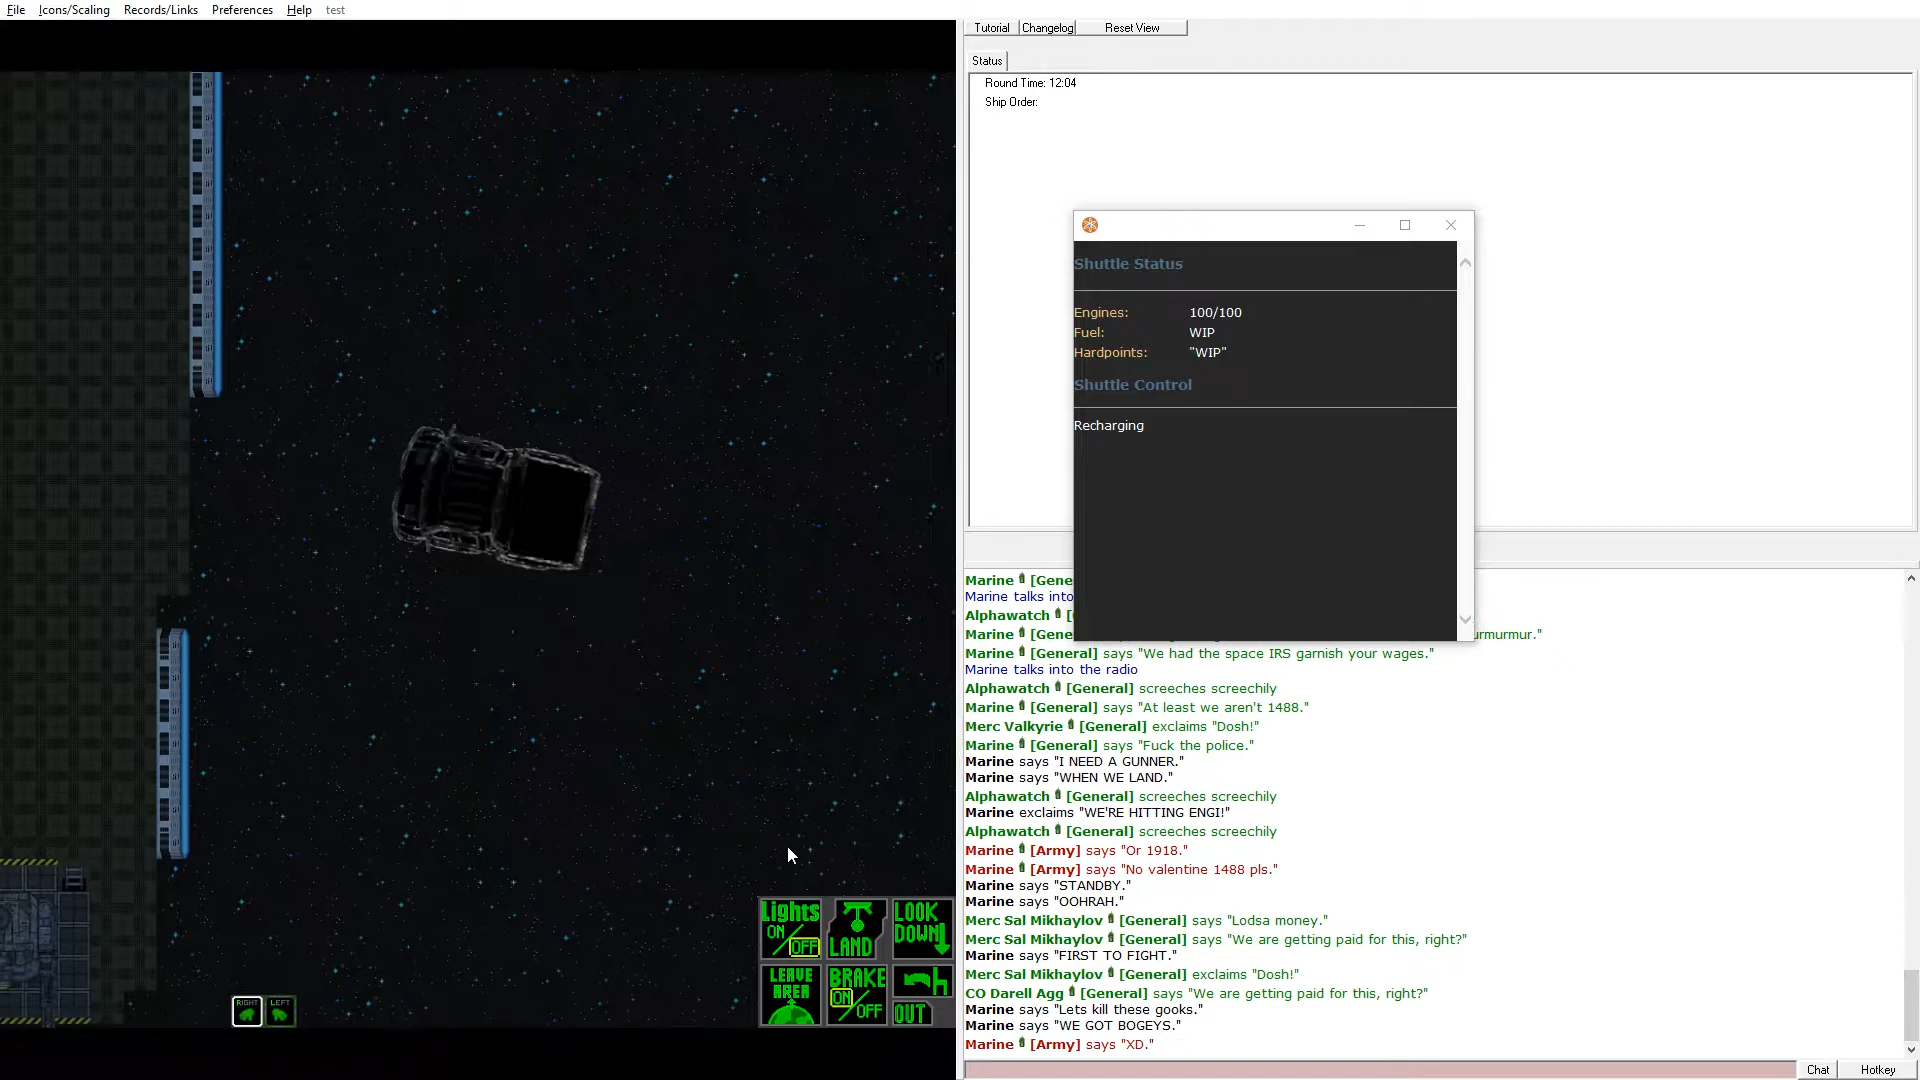 File Icons/Scaling Records/Links Preferences Help test
Tutorial Changelog Reset View
Status
Round Time: 12:04
Ship Order:
Shuttle Status
Engines: 100/100
Fuel: WIP
Hardpoints: "WIP"
Shuttle Control
Recharging
Marine [Gene
Marine talks into
Alphawatch [
Marine [Gene urmurmur."
Marine [General] says "We had the space IRS garnish your wages."
Marine talks into the radio
Alphawatch [General] screeches screechily
Marine [General] says "At least we aren't 1488."
Merc Valkyrie [General] exclaims "Dosh!"
Marine [General] says "Fuck the police."
Marine says "I NEED A GUNNER."
Marine says "WHEN WE LAND."
Alphawatch [General] screeches screechily
Marine exclaims "WE'RE HITTING ENGI!"
Alphawatch [General] screeches screechily
Marine [Army] says "Or 1918."
Marine [Army] says "No valentine 1488 pls."
Marine says "STANDBY."
Marine says "OOHRAH."
Merc Sal Mikhaylov [General] says "Lodsa money."
Merc Sal Mikhaylov [General] says "We are getting paid for this, right?"
Marine says "FIRST TO FIGHT."
Merc Sal Mikhaylov [General] exclaims "Dosh!"
CO Darell Agg [General] says "We are getting paid for this, right?"
Marine says "Lets kill these gooks."
Marine says "WE GOT BOGEYS."
Marine [Army] says "XD."
Chat Hotkey
Lights ON/OFF
LAND
LOOK DOWN
LEAVE AREA
BRAKE ON/OFF
OUT
RIGHT LEFT